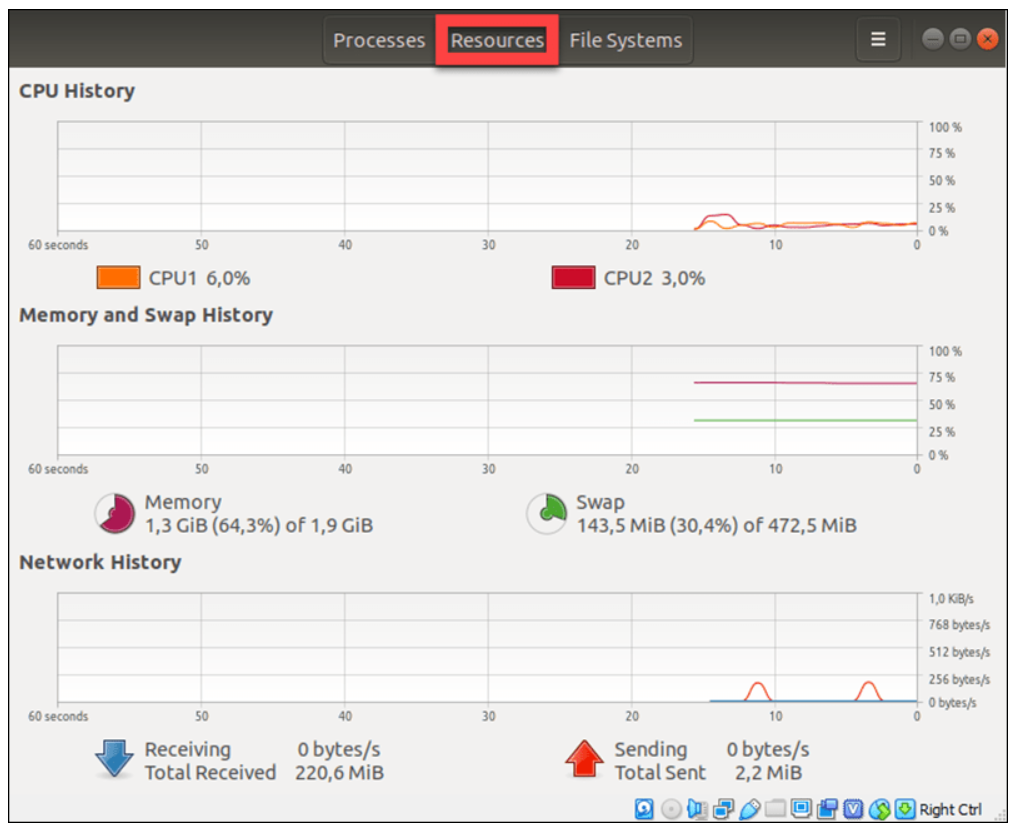 Processes Resources File Systems
CPU History
100 %
75 %
50 %
25 %
0 %
60 seconds 50 40 30 20 10 0
CPU1 6,0% CPU2 3,0%
Memory and Swap History
100 %
75 %
50 %
25 %
0 %
60 seconds 50 40 30 20 10 0
Memory
1,3 GiB (64,3%) of 1,9 GiB
Swap
143,5 MiB (30,4%) of 472,5 MiB
Network History
1,0 KiB/s
768 bytes/s
512 bytes/s
256 bytes/s
0 bytes/s
60 seconds 50 40 30 20 10 0
Receiving 0 bytes/s
Total Received 220,6 MiB
Sending 0 bytes/s
Total Sent 2,2 MiB
Right Ctrl